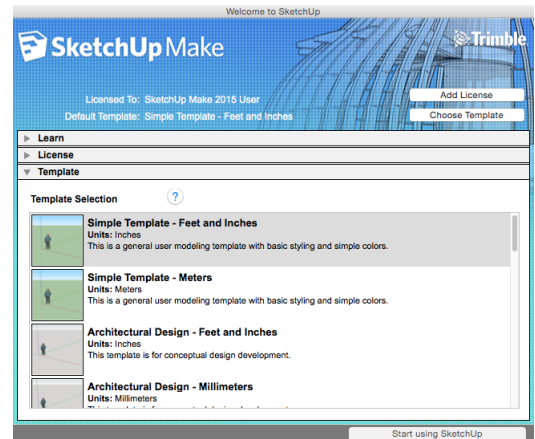 Welcome to SketchUp
SketchUp Make
Trimble
Licensed To: SketchUp Make 2015 User
Add License
Default Template: Simple Template - Feet and Inches
Choose Template
Learn
License
Template
Template Selection
?
Simple Template - Feet and Inches
Units: Inches
This is a general user modeling template with basic styling and simple colors.
Simple Template - Meters
Units: Meters
This is a general user modeling template with basic styling and simple colors.
Architectural Design - Feet and Inches
Units: Inches
This template is for conceptual design development.
Architectural Design - Millimeters
Units: Millimeters
Start using SketchUp